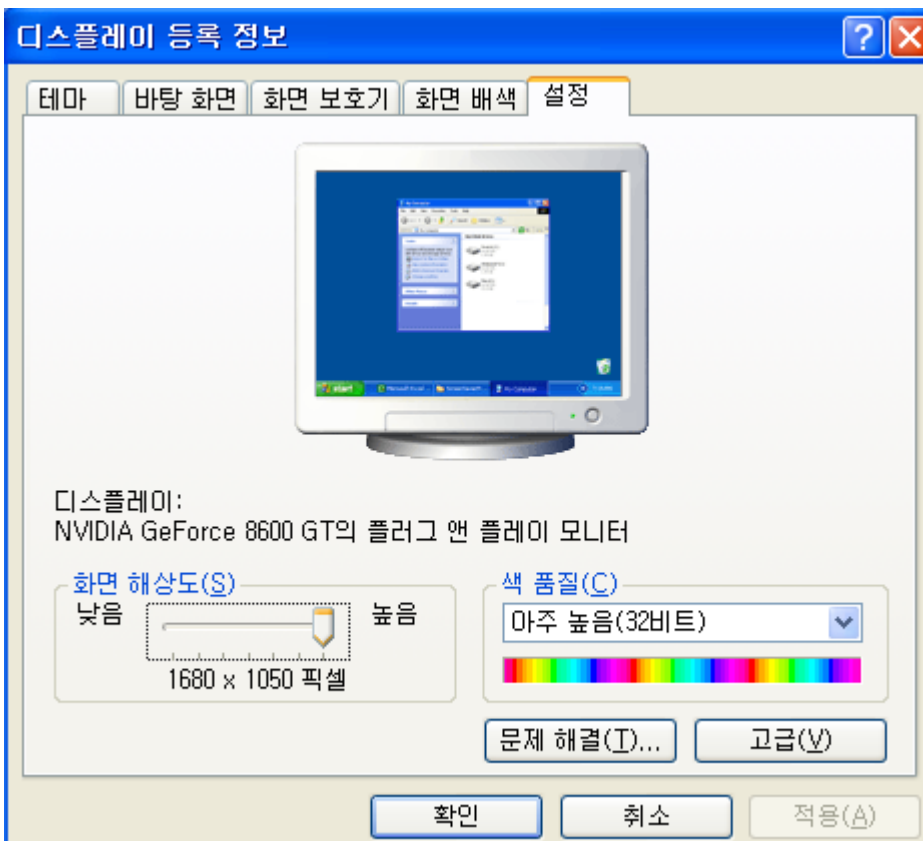 디스플레이 등록 정보
테마 바탕 화면 화면 보호기 화면 배색 설정
start
My Computer
디스플레이:
NVIDIA GeForce 8600 GT의 플러그 앤 플레이 모니터
화면 해상도(S) 색 품질(C)
낮음 높음 아주 높음(32비트)
1680 x 1050 픽셀
문제 해결(T)... 고급(V)
확인 취소 적용(A)